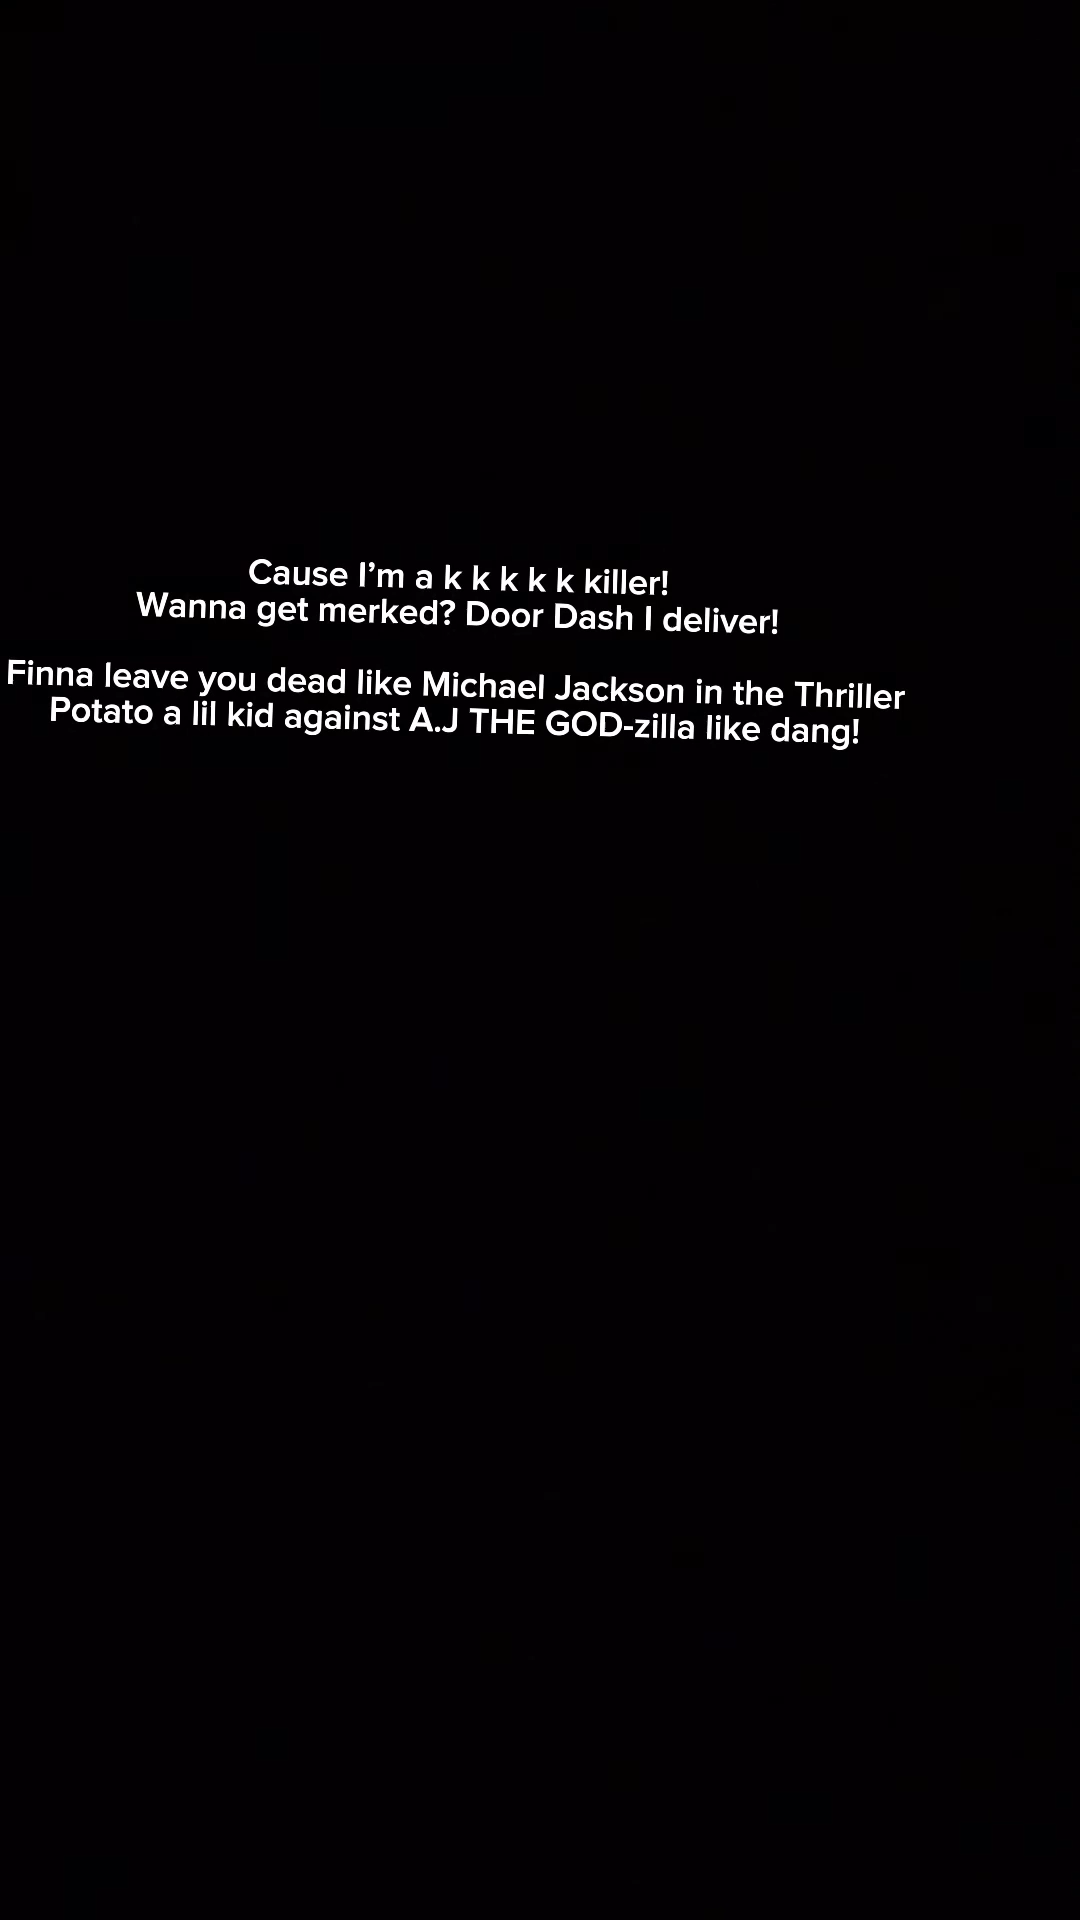 Cause I’m a k k k k k killer!
Wanna get merked? Door Dash I deliver!
Finna leave you dead like Michael Jackson in the Thriller
Potato a lil kid against A.J THE GOD-zilla like dang!